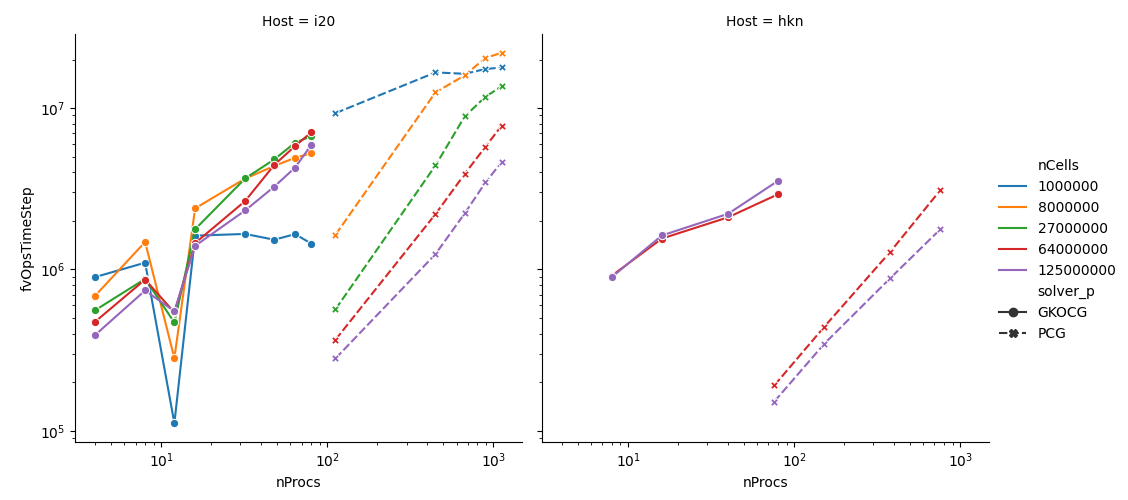 Host = i20
Host = hkn
fvOpsTimeStep
10^7
10^6
10^5
10^1
10^2
10^3
nProcs
10^1
10^2
10^3
nProcs
nCells
1000000
8000000
27000000
64000000
125000000
solver_p
GKOCG
PCG